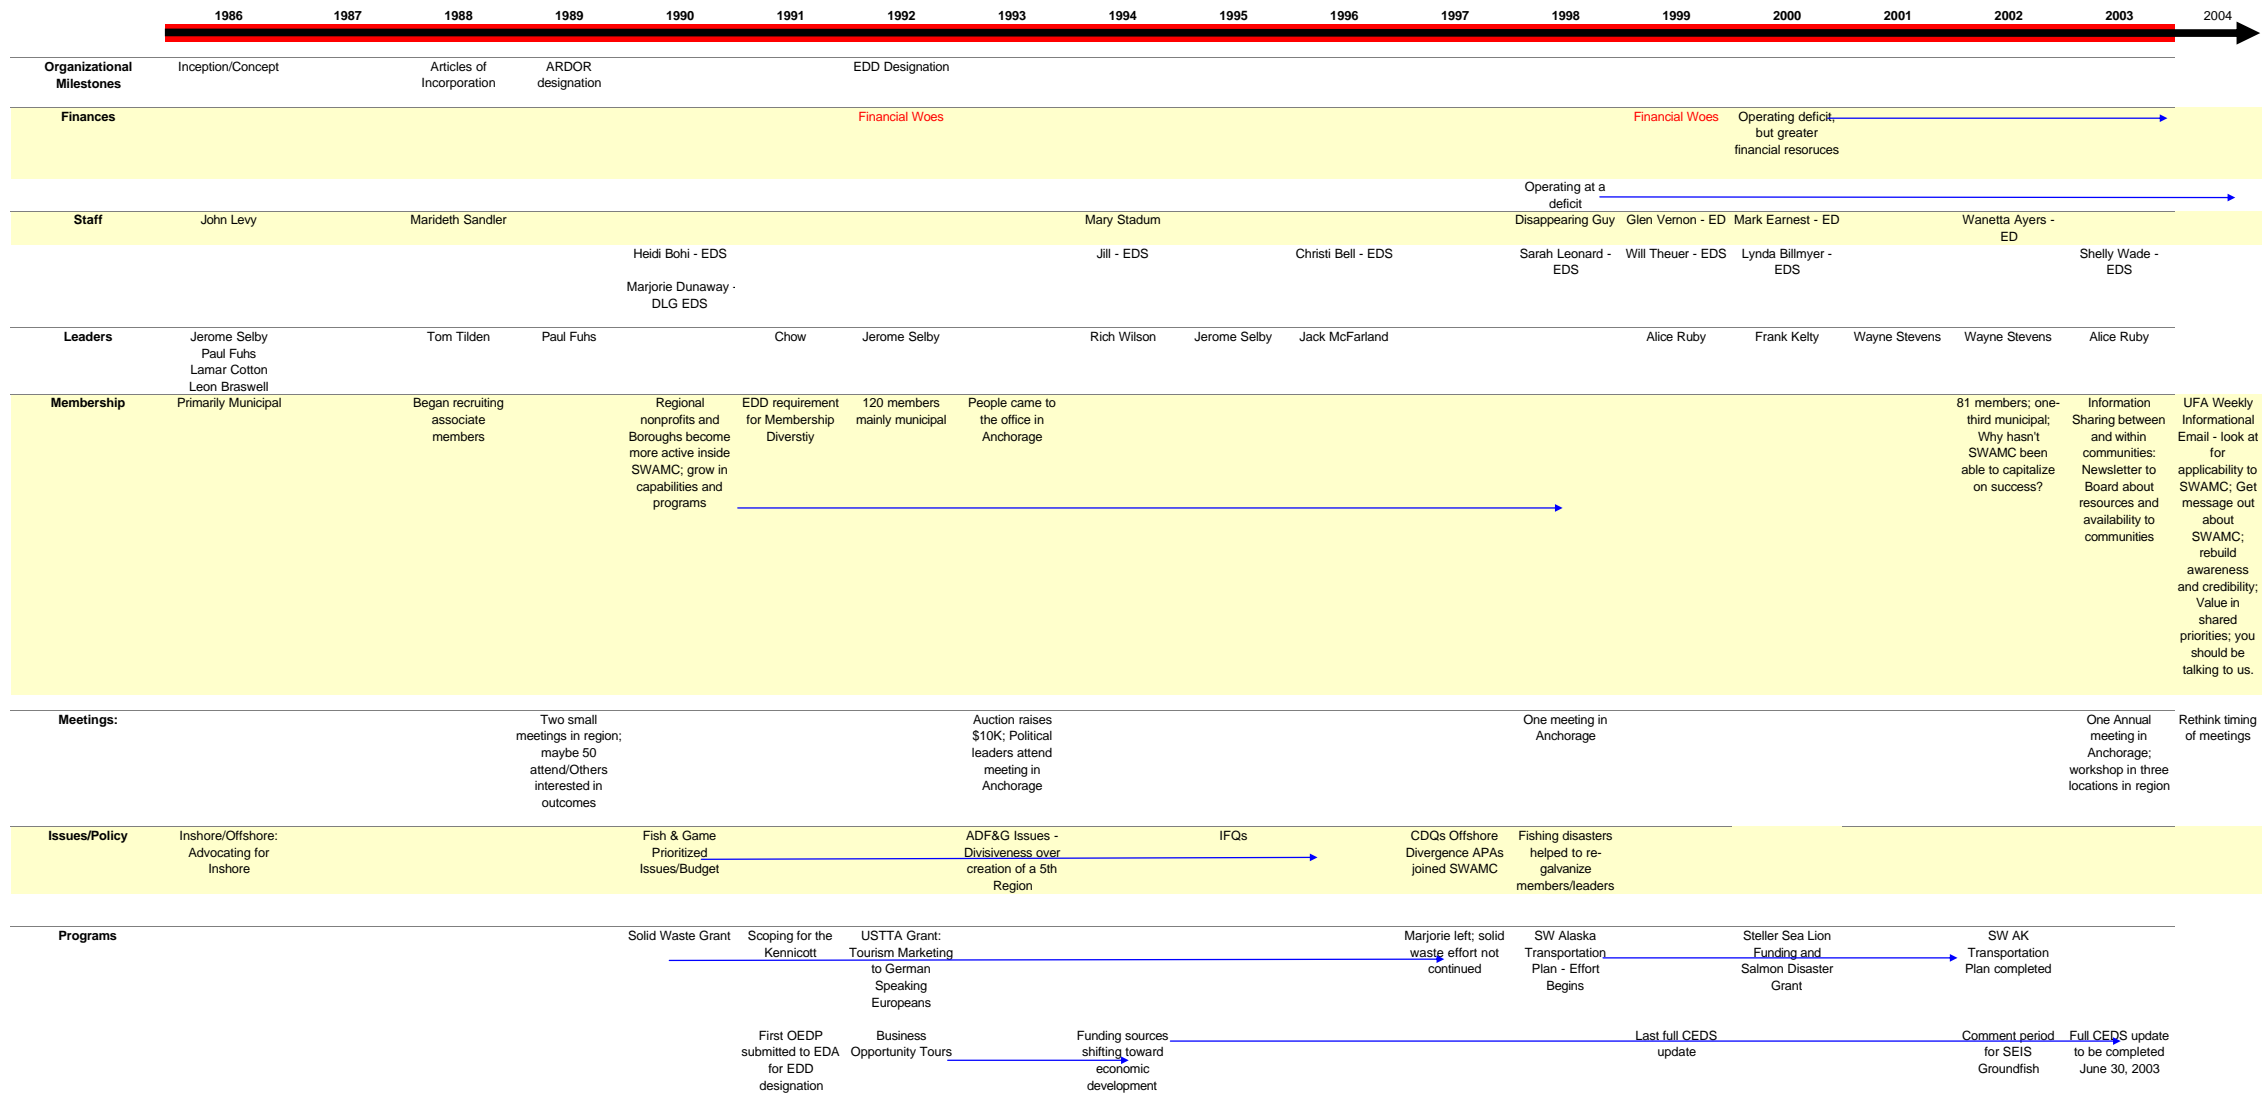 1986 1987 1988 1989 1990 1991 1992 1993 1994 1995 1996 1997 1998 1999 2000 2001 2002 2003 2004
Organizational
Milestones
Inception/Concept
Articles of
Incorporation
ARDOR
designation
EDD Designation
Finances
Financial Woes
Financial Woes
Operating deficit,
but greater
financial resoruces
Operating at a
deficit
Staff
John Levy
Marideth Sandler
Mary Stadum
Disappearing Guy
Glen Vernon - ED
Mark Earnest - ED
Wanetta Ayers -
ED
Heidi Bohi - EDS
Marjorie Dunaway -
DLG EDS
Jill - EDS
Christi Bell - EDS
Sarah Leonard -
EDS
Will Theuer - EDS
Lynda Billmyer -
EDS
Shelly Wade -
EDS
Leaders
Jerome Selby
Paul Fuhs
Lamar Cotton
Leon Braswell
Tom Tilden
Paul Fuhs
Chow
Jerome Selby
Rich Wilson
Jerome Selby
Jack McFarland
Alice Ruby
Frank Kelty
Wayne Stevens
Wayne Stevens
Alice Ruby
Membership
Primarily Municipal
Began recruiting
associate
members
Regional
nonprofits and
Boroughs become
more active inside
SWAMC; grow in
capabilities and
programs
EDD requirement
for Membership
Diverstiy
120 members
mainly municipal
People came to
the office in
Anchorage
81 members; one-
third municipal;
Why hasn't
SWAMC been
able to capitalize
on success?
Information
Sharing between
and within
communities:
Newsletter to
Board about
resources and
availability to
communities
UFA Weekly
Informational
Email - look at
for
applicability to
SWAMC; Get
message out
about
SWAMC;
rebuild
awareness
and credibility;
Value in
shared
priorities; you
should be
talking to us.
Meetings:
Two small
meetings in region;
maybe 50
attend/Others
interested in
outcomes
Auction raises
$10K; Political
leaders attend
meeting in
Anchorage
One meeting in
Anchorage
One Annual
meeting in
Anchorage;
workshop in three
locations in region
Rethink timing
of meetings
Issues/Policy
Inshore/Offshore:
Advocating for
Inshore
Fish & Game
Prioritized
Issues/Budget
ADF&G Issues -
Divisiveness over
creation of a 5th
Region
IFQs
CDQs Offshore
Divergence APAs
joined SWAMC
Fishing disasters
helped to re-
galvanize
members/leaders
Programs
Solid Waste Grant
Scoping for the
Kennicott
USTTA Grant:
Tourism Marketing
to German
Speaking
Europeans
Marjorie left; solid
waste effort not
continued
SW Alaska
Transportation
Plan - Effort
Begins
Steller Sea Lion
Funding and
Salmon Disaster
Grant
SW AK
Transportation
Plan completed
First OEDP
submitted to EDA
for EDD
designation
Business
Opportunity Tours
Funding sources
shifting toward
economic
development
Last full CEDS
update
Comment period
for SEIS
Groundfish
Full CEDS update
to be completed
June 30, 2003